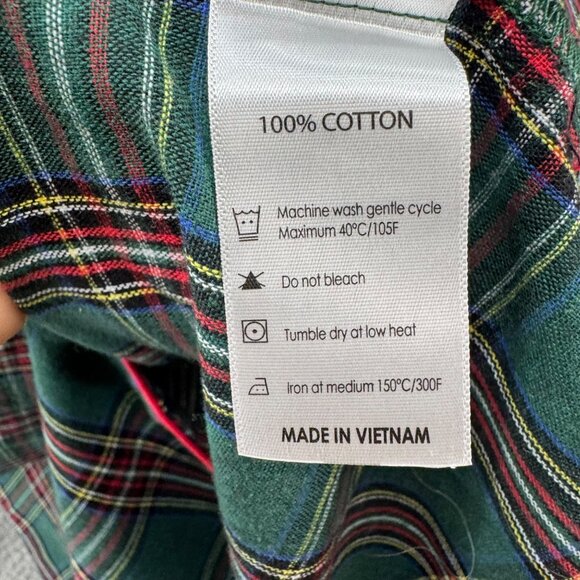 100% COTTON
Machine wash gentle cycle
Maximum 40°C/105F
Do not bleach
Tumble dry at low heat
Iron at medium 150°C/300F
MADE IN VIETNAM